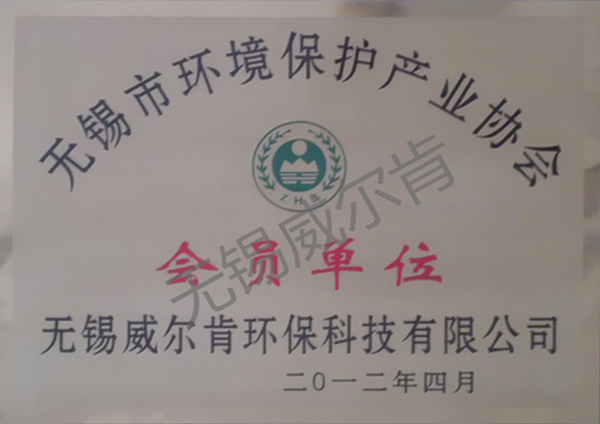 无锡市环境保护产业协会
ZHB
会员单位
无锡威尔肯环保科技有限公司
二0一二年四月
无锡威尔肯